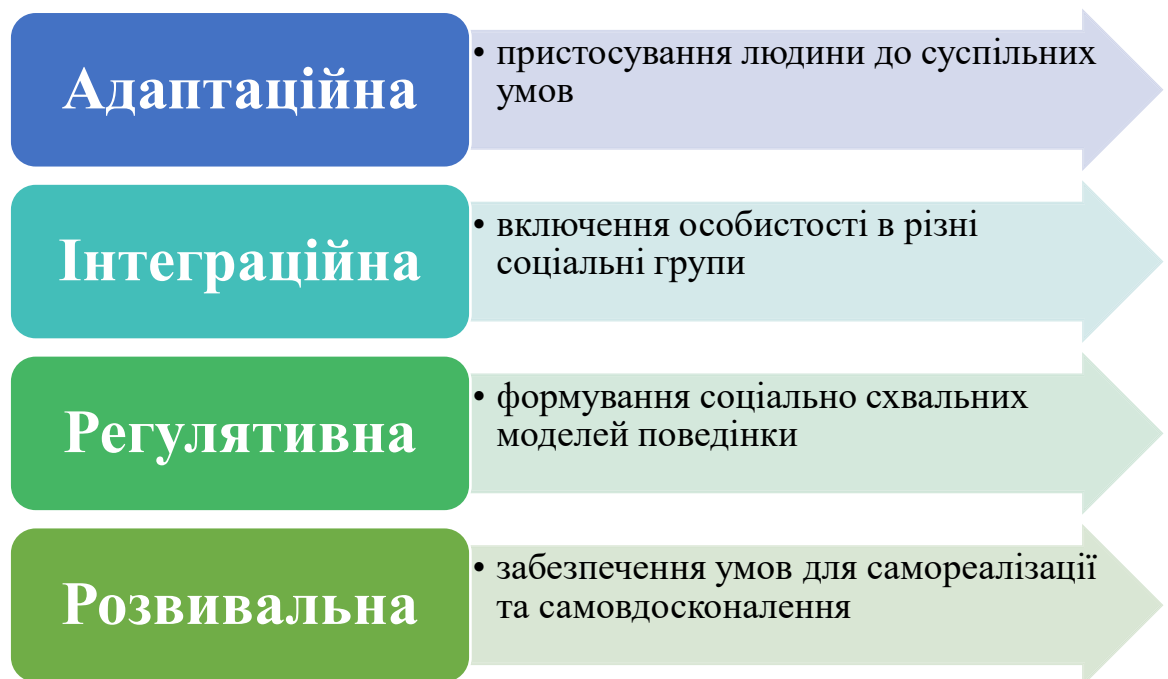 Адаптаційна
• пристосування людини до суспільних
умов
Інтеграційна
• включення особистості в різні
соціальні групи
Регулятивна
• формування соціально схвальних
моделей поведінки
Розвивальна
• забезпечення умов для самореалізації
та самовдосконалення